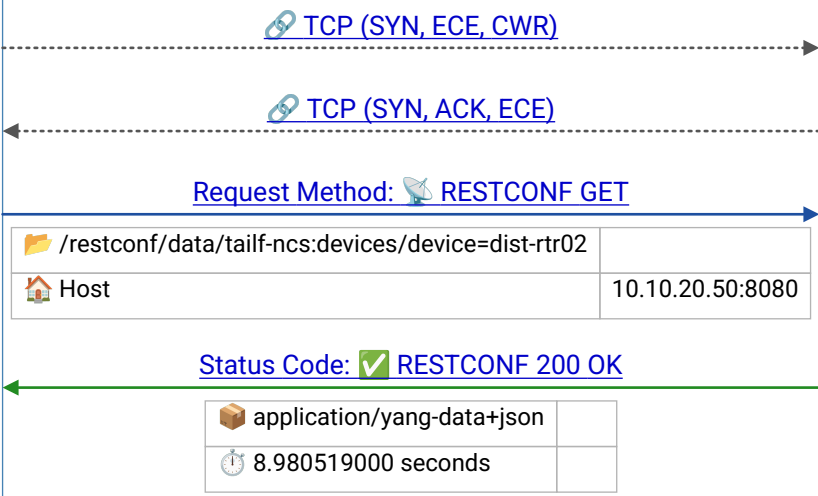 🔗 TCP (SYN, ECE, CWR)
🔗 TCP (SYN, ACK, ECE)
Request Method: 📡 RESTCONF GET
📂 /restconf/data/tailf-ncs:devices/device=dist-rtr02
🏠 Host 10.10.20.50:8080
Status Code: ✅ RESTCONF 200 OK
📦 application/yang-data+json
⏱ 8.980519000 seconds